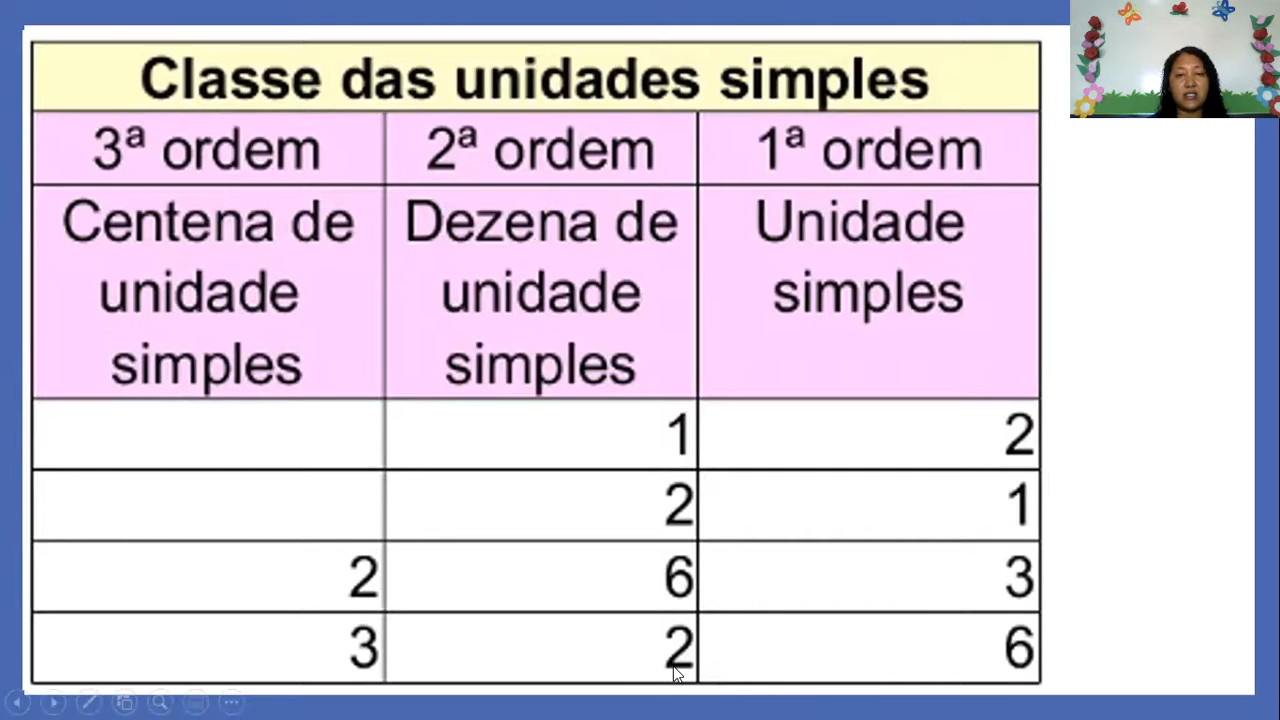 Classe das unidades simples
3ª ordem 2ª ordem 1ª ordem
Centena de Dezena de Unidade
unidade unidade simples
simples simples
1 2
2 1
2 6 3
3 2 6